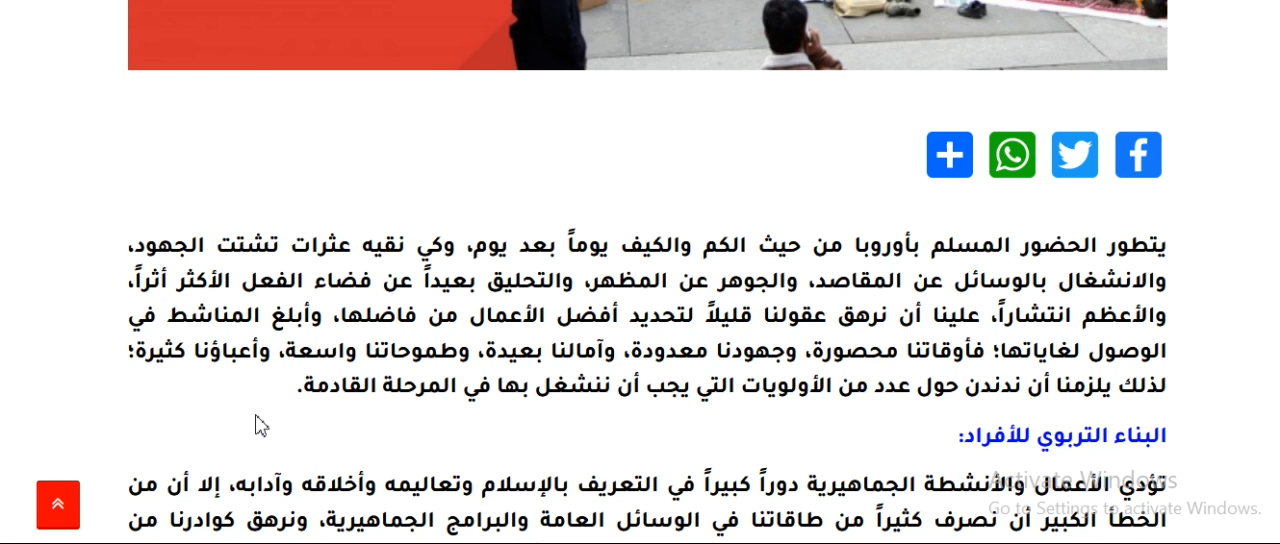 يتطور الحضور المسلم بأوروبا من حيث الكم والكيف يوماً بعد يوم، وكي نقيه عثرات تشتت الجهود،
والانشغال بالوسائل عن المقاصد، والجوهر عن المظهر، والتحليق بعيداً عن فضاء الفعل الأكثر أثراً،
والأعظم انتشاراً، علينا أن نرهق عقولنا قليلاً لتحديد أفضل الأعمال من فاضلها، وأبلغ المناشط في
الوصول لغاياتها؛ فأوقاتنا محصورة، وجهودنا معدودة، وآمالنا بعيدة، وطموحاتنا واسعة، وأعباؤنا كثيرة؛
لذلك يلزمنا أن ندندن حول عدد من الأولويات التي يجب أن ننشغل بها في المرحلة القادمة.
البناء التربوي للأفراد:
تؤدي الأعمال والأنشطة الجماهيرية دوراً كبيراً في التعريف بالإسلام وتعاليمه وأخلاقه وآدابه، إلا أن من
الخطأ الكبير أن نصرف كثيراً من طاقاتنا في الوسائل العامة والبرامج الجماهيرية، ونرهق كوادرنا من
Activate Windows
Go to Settings to activate Windows.